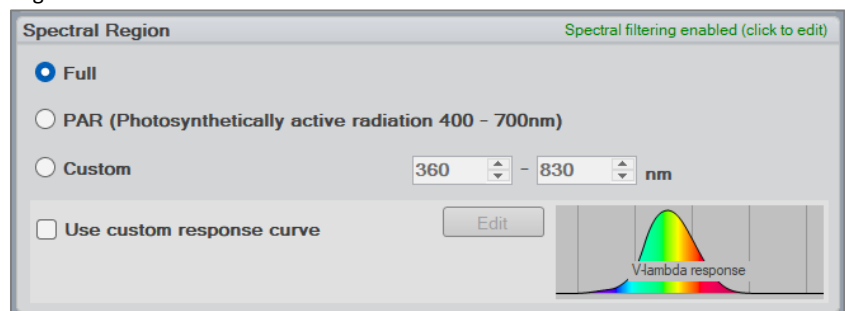 Spectral Region Spectral filtering enabled (click to edit)
Full
PAR (Photosynthetically active radiation 400 - 700nm)
Custom 360 - 830 nm
Use custom response curve Edit
V-lambda response